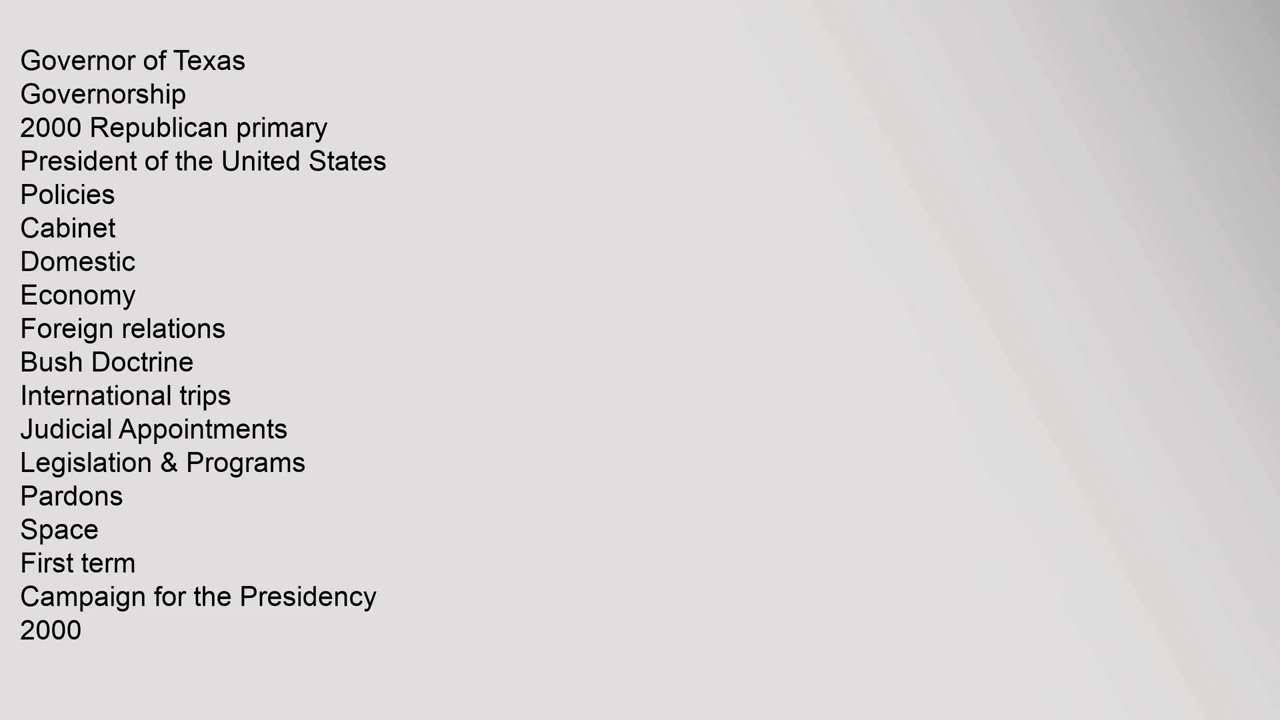 Governor of Texas
Governorship
2000 Republican primary
President of the United States
Policies
Cabinet
Domestic
Economy
Foreign relations
Bush Doctrine
International trips
Judicial Appointments
Legislation & Programs
Pardons
Space
First term
Campaign for the Presidency
2000